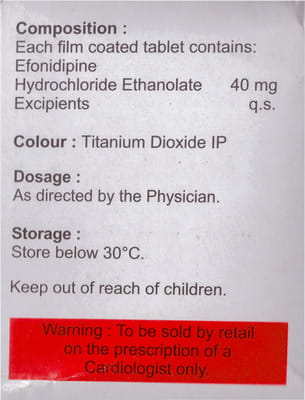 Composition :
Each film coated tablet contains:
Efonidipine
Hydrochloride Ethanolate 40 mg
Excipients q.s.
Colour : Titanium Dioxide IP
Dosage :
As directed by the Physician.
Storage :
Store below 30°C.
Keep out of reach of children.
Warning : To be sold by retail
on the prescription of a
Cardiologist only.